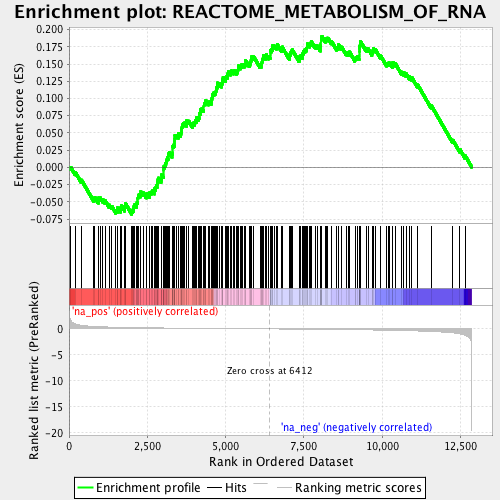 Enrichment plot: REACTOME_METABOLISM_OF_RNA
Enrichment score (ES)
0.200
0.175
0.150
0.125
0.100
0.075
0.050
0.025
0.000
-0.025
-0.050
-0.075
'na_pos' (positively correlated)
Ranked list metric (PreRanked)
0
-5
-10
-15
-20
Zero cross at 6412
'na_neg' (negatively correlated)
0
2,500
5,000
7,500
10,000
12,500
Rank in Ordered Dataset
Enrichment profile
Hits
Ranking metric scores